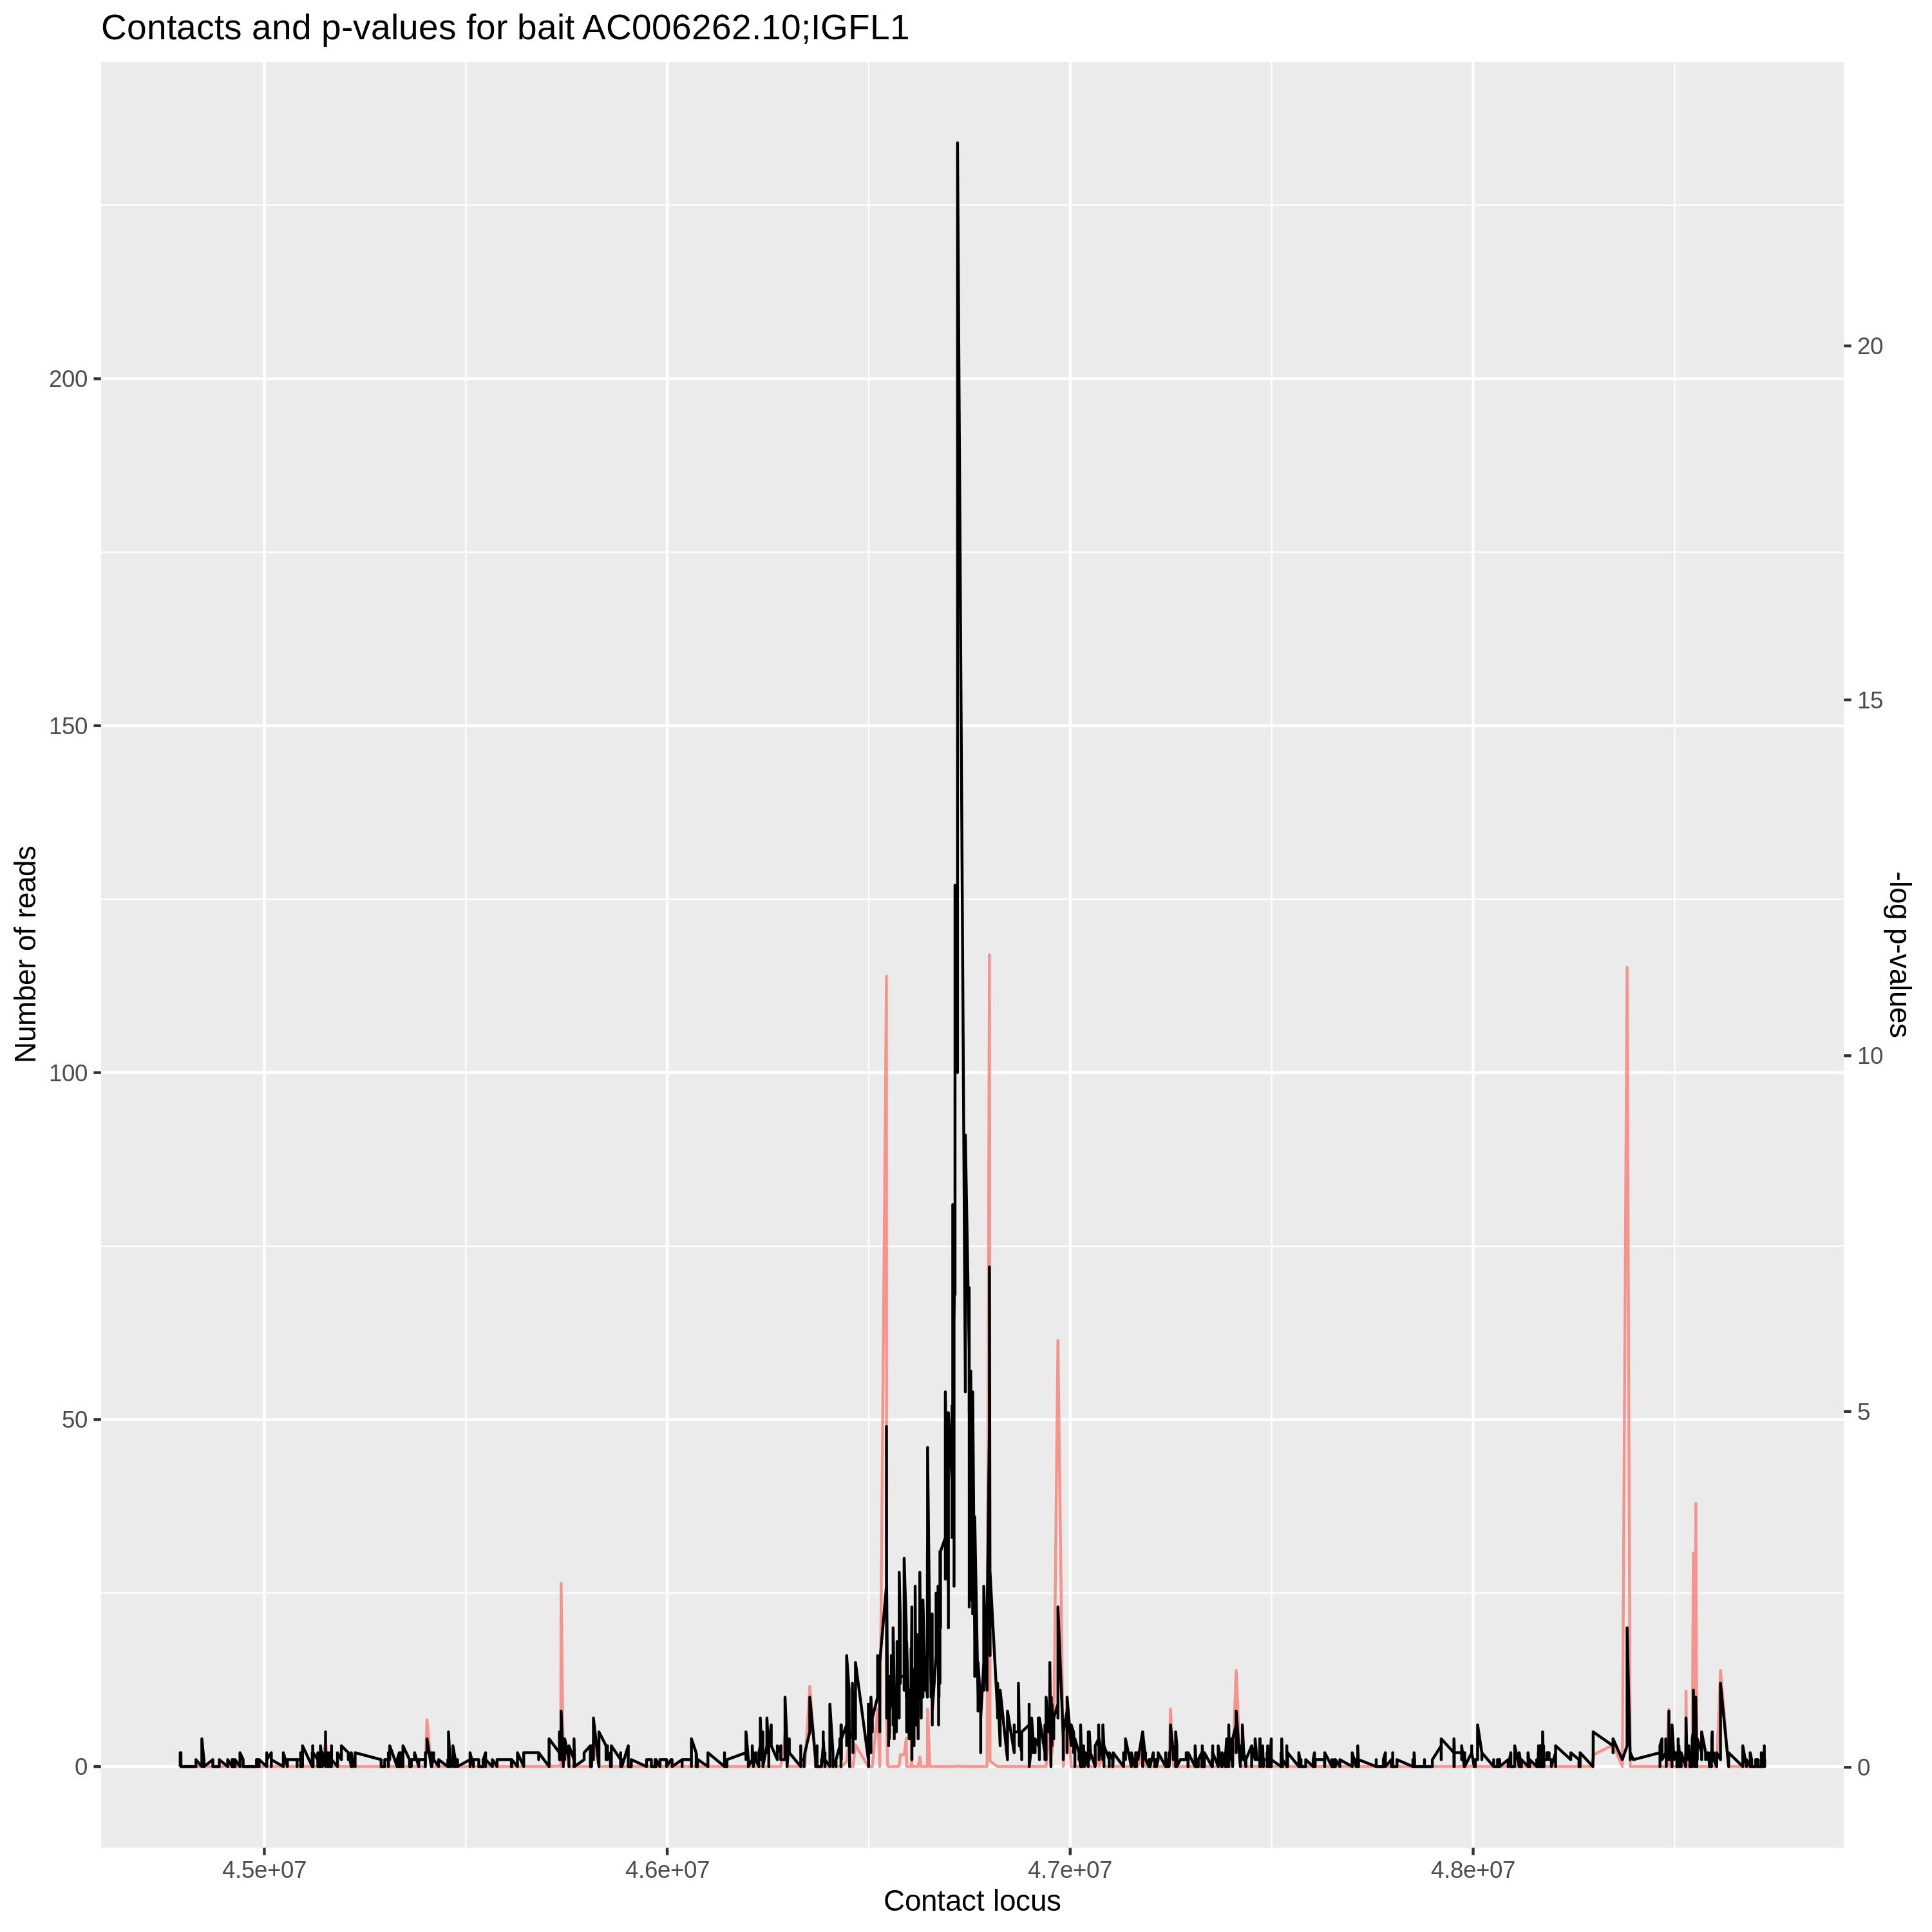 Contacts and p-values for bait AC006262.10;IGFL1
200
150
100
50
0
Number of reads
20
15
10
5
0
-log p-values
4.5e+07
4.6e+07
4.7e+07
4.8e+07
Contact locus